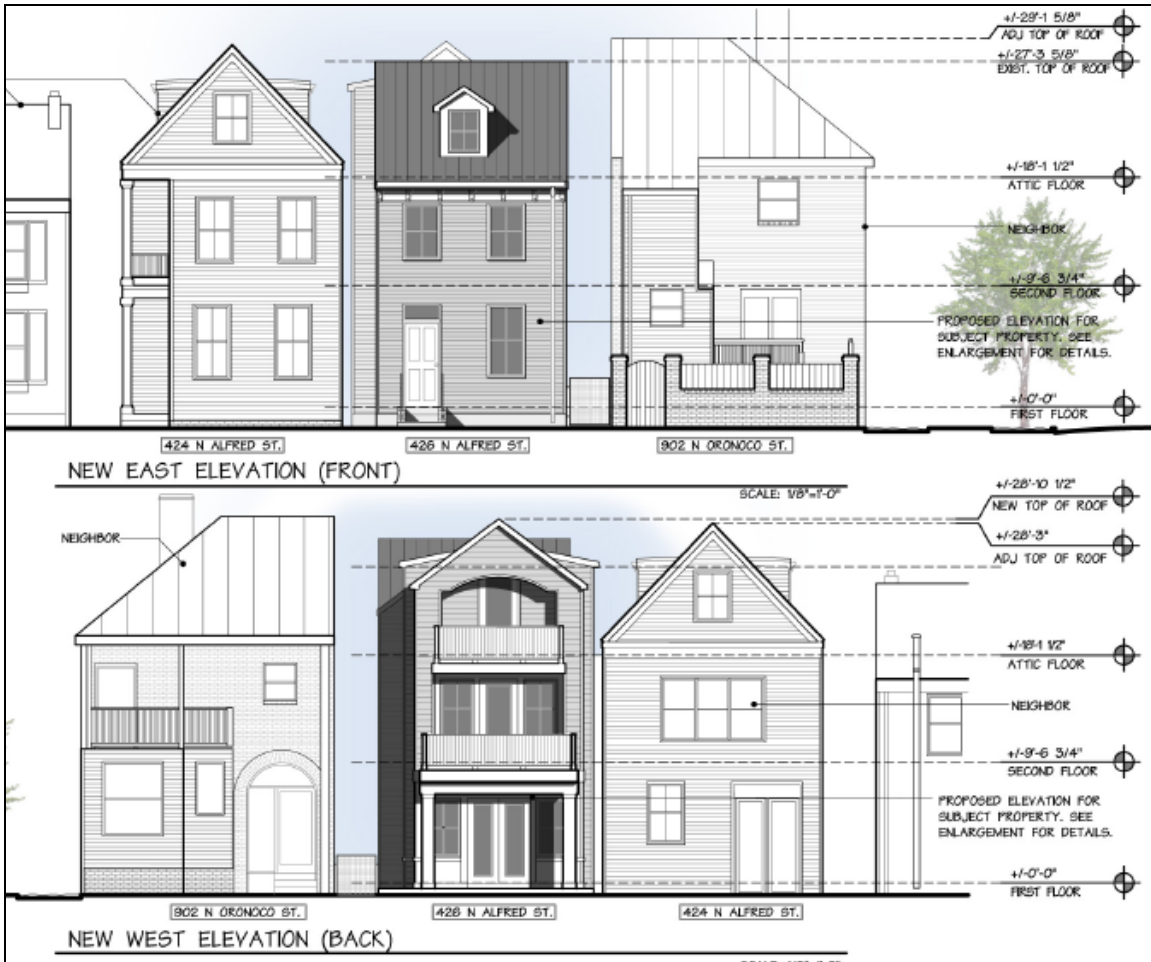 +/-29'-1 5/8"
ADJ TOP OF ROOF
+/-27'-3 5/8"
EXIST. TOP OF ROOF
+/-18'-1 1/2"
ATTIC FLOOR
NEIGHBOR
+/-9'-6 3/4"
SECOND FLOOR
PROPOSED ELEVATION FOR
SUBJECT PROPERTY. SEE
ENLARGEMENT FOR DETAILS.
+/-0'-0"
FIRST FLOOR
424 N ALFRED ST.
426 N ALFRED ST.
902 N ORONOCO ST.
NEW EAST ELEVATION (FRONT)
SCALE: 1/8"=1'-0"
+/-28'-10 1/2"
NEW TOP OF ROOF
NEIGHBOR
+/-28'-3"
ADJ TOP OF ROOF
+/-18-1 1/2"
ATTIC FLOOR
NEIGHBOR
+/-9'-6 3/4"
SECOND FLOOR
PROPOSED ELEVATION FOR
SUBJECT PROPERTY. SEE
ENLARGEMENT FOR DETAILS.
+/-0'-0"
FIRST FLOOR
902 N ORONOCO ST.
426 N ALFRED ST.
424 N ALFRED ST.
NEW WEST ELEVATION (BACK)